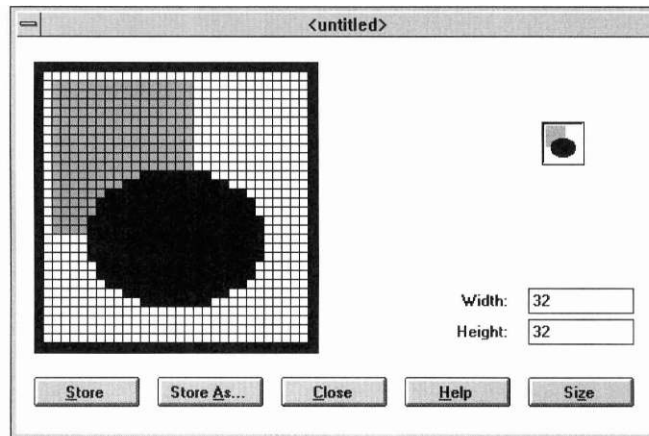 <untitled>
Width: 32
Height: 32
Store Store As... Close Help Size